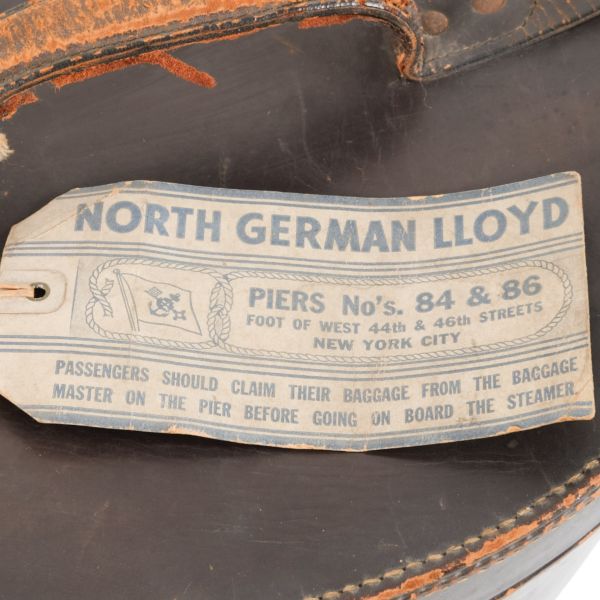 NORTH GERMAN LLOYD
PIERS No's. 84 & 86
FOOT OF WEST 44th & 46th STREETS
NEW YORK CITY
PASSENGERS SHOULD CLAIM THEIR BAGGAGE FROM THE BAGGAGE
MASTER ON THE PIER BEFORE GOING ON BOARD THE STEAMER